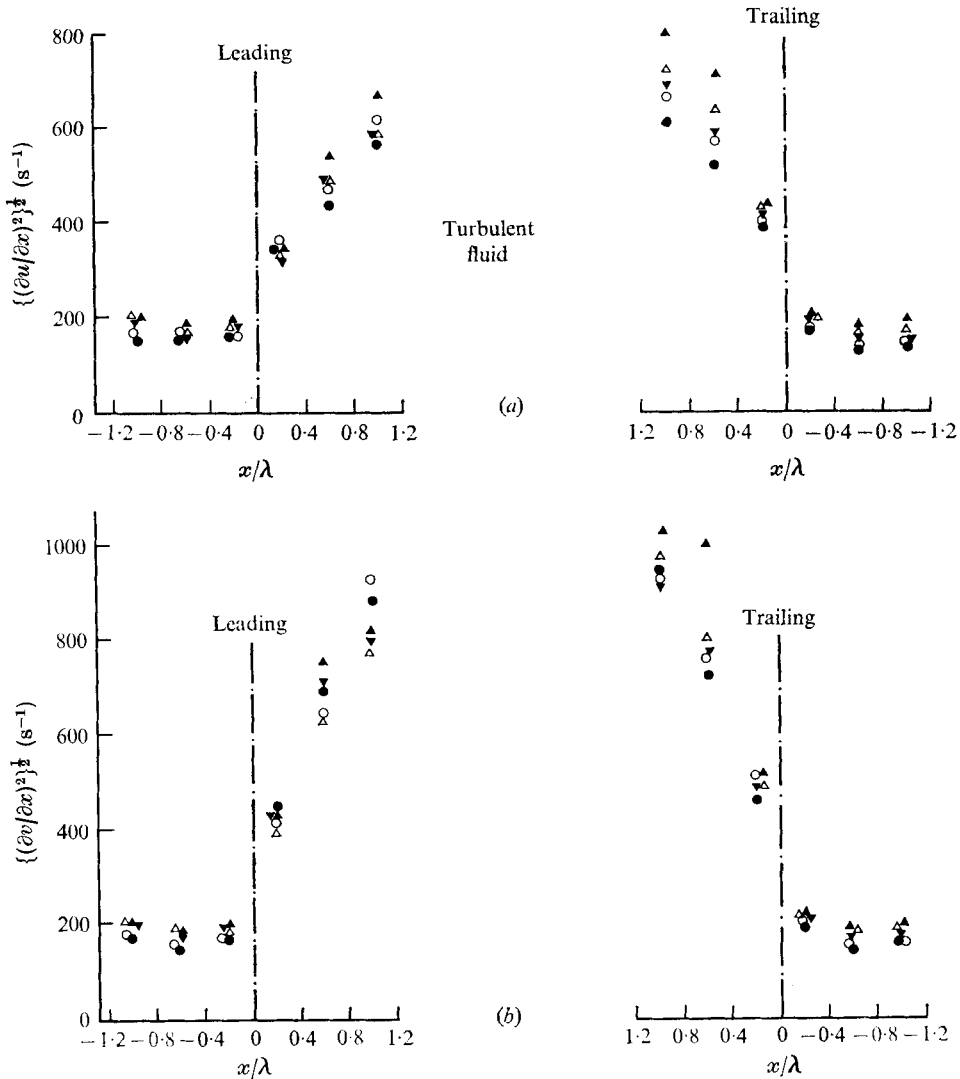 Leading
Trailing
800
600
400
200
0
{(∂u/∂x)²}½ (s⁻¹)
Turbulent
fluid
−1·2 −0·8 −0·4 0 0·4 0·8 1·2
x/λ
(a)
1·2 0·8 0·4 0 −0·4 −0·8 −1·2
x/λ
Leading
Trailing
1000
800
600
400
200
0
{(∂v/∂x)²}½ (s⁻¹)
−1·2 −0·8 −0·4 0 0·4 0·8 1·2
x/λ
(b)
1·2 0·8 0·4 0 −0·4 −0·8 −1·2
x/λ